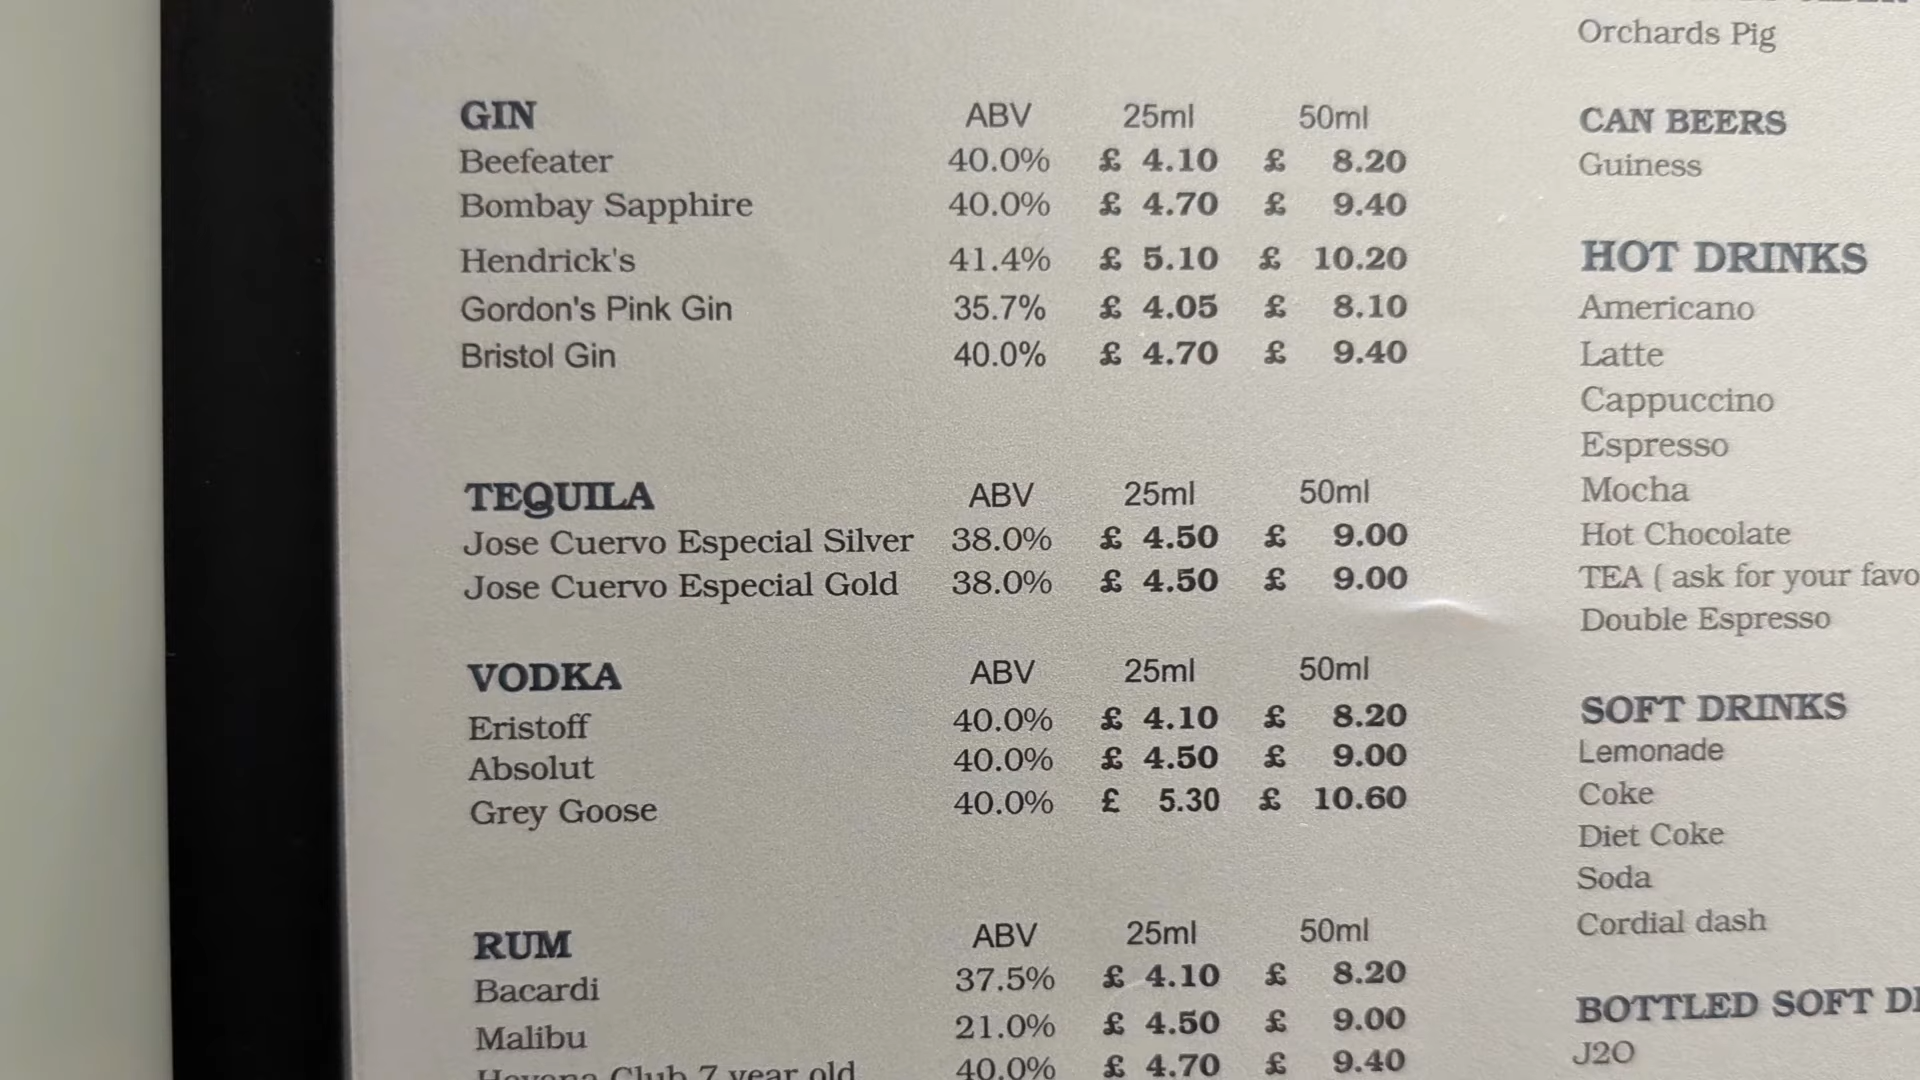 Orchards Pig
GIN ABV 25ml 50ml
Beefeater 40.0% £ 4.10 £ 8.20
Bombay Sapphire 40.0% £ 4.70 £ 9.40
Hendrick's 41.4% £ 5.10 £ 10.20
Gordon's Pink Gin 35.7% £ 4.05 £ 8.10
Bristol Gin 40.0% £ 4.70 £ 9.40
TEQUILA ABV 25ml 50ml
Jose Cuervo Especial Silver 38.0% £ 4.50 £ 9.00
Jose Cuervo Especial Gold 38.0% £ 4.50 £ 9.00
VODKA ABV 25ml 50ml
Eristoff 40.0% £ 4.10 £ 8.20
Absolut 40.0% £ 4.50 £ 9.00
Grey Goose 40.0% £ 5.30 £ 10.60
RUM ABV 25ml 50ml
Bacardi 37.5% £ 4.10 £ 8.20
Malibu 21.0% £ 4.50 £ 9.00
Havana Club 7 year old 40.0% £ 4.70 £ 9.40
CAN BEERS
Guiness
HOT DRINKS
Americano
Latte
Cappuccino
Espresso
Mocha
Hot Chocolate
TEA ( ask for your favo
Double Espresso
SOFT DRINKS
Lemonade
Coke
Diet Coke
Soda
Cordial dash
BOTTLED SOFT
J2O